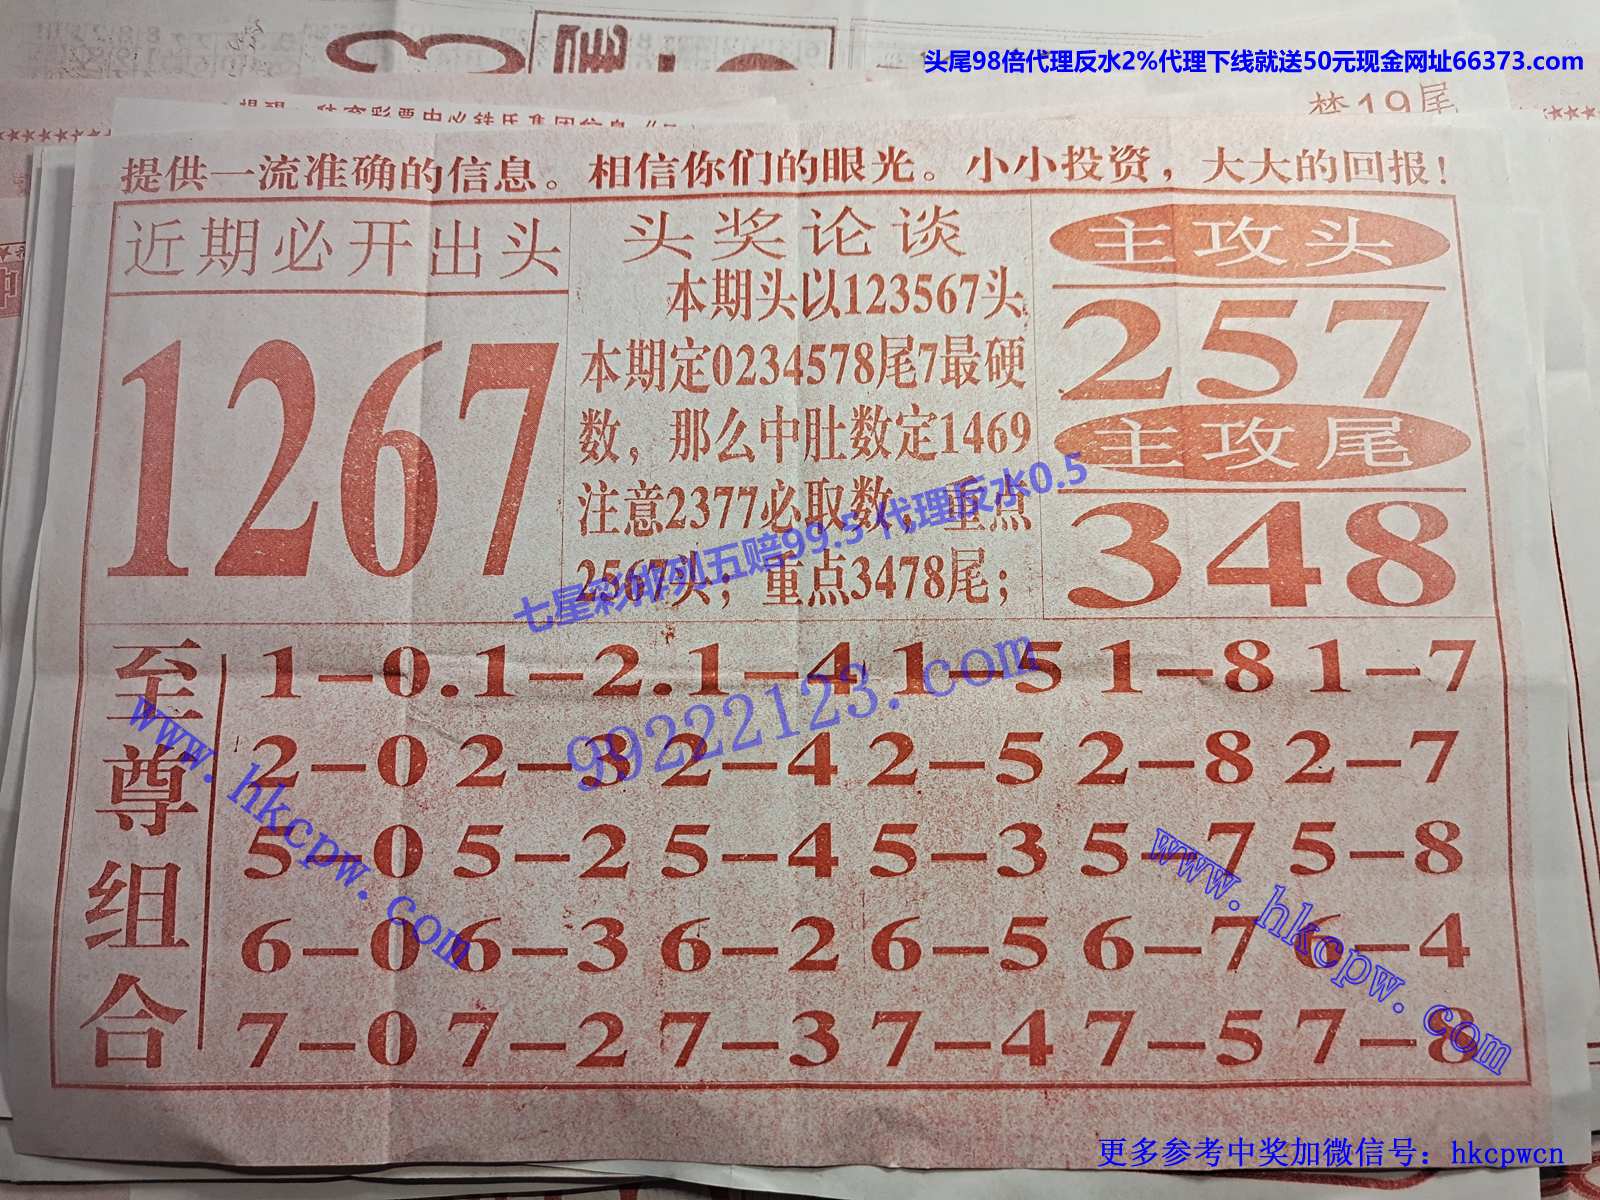 头尾98倍代理反水2%代理下线就送50元现金网址66373.com
梦19尾
提供一流准确的信息。相信你们的眼光。小小投资，大大的回报！
近期必开出头
1267
头奖论谈
本期头以123567头
本期定0234578尾7最硬
数，那么中肚数定1469
注意2377必取数，重点
2567头；重点3478尾；
主攻头
257
主攻尾
348
七星彩排列五赔99.5代理反水0.5
99222123.com
至尊组合
1-0.1-2.1-4 1-5 1-8 1-7
2-0 2-3 2-4 2-5 2-8 2-7
5-0 5-2 5-4 5-3 5-7 5-8
6-0 6-3 6-2 6-5 6-7 6-4
7-0 7-2 7-3 7-4 7-5 7-8
www.hkcpw.com
www.hkcpw.com
更多参考中奖加微信号：hkcpwcn